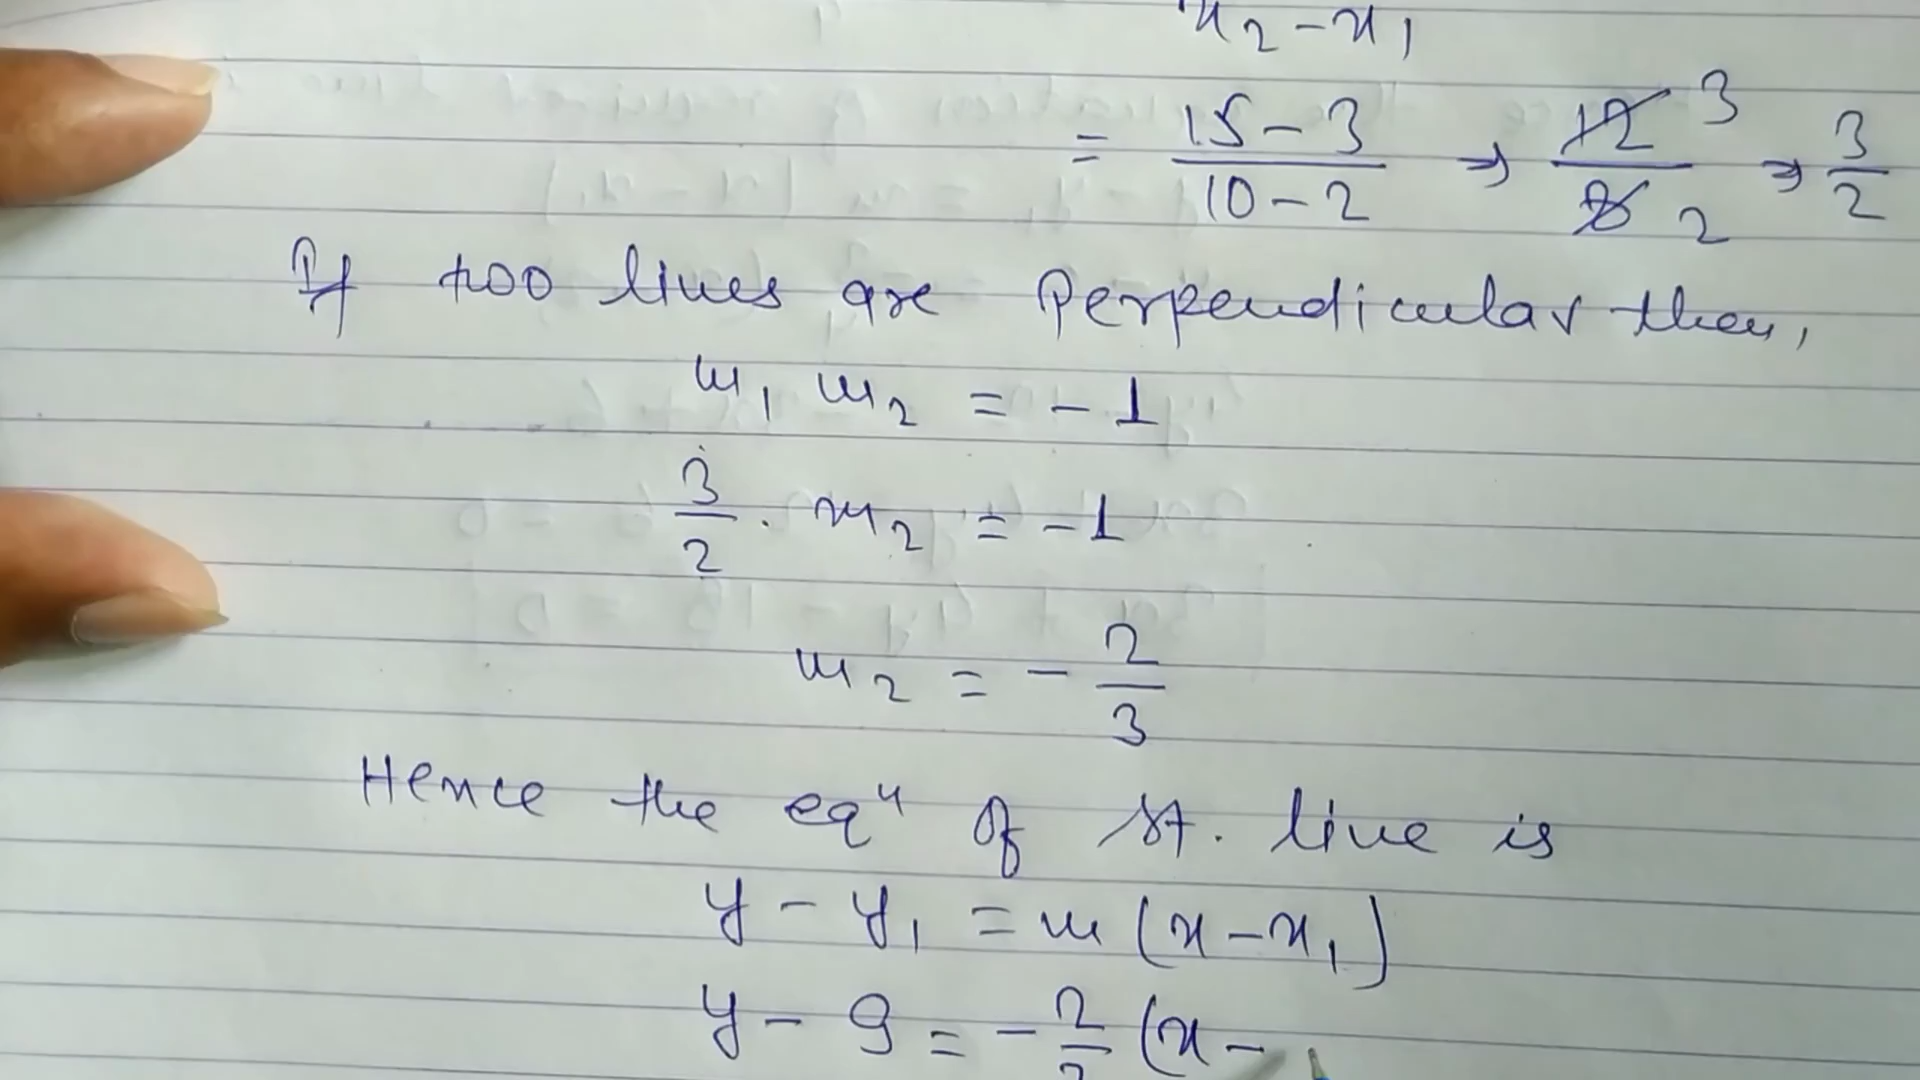 x₂ - x₁
= 15 - 3 / 10 - 2 ⇒ 12 3 / 8 2 ⇒ 3/2
If two lines are Perpendicular then,
m₁ m₂ = - 1
3/2 . m₂ = - 1
m₂ = - 2/3
Hence the eqⁿ of st. line is
y - y₁ = m (x - x₁)
y - 9 = - 2/3 (x -